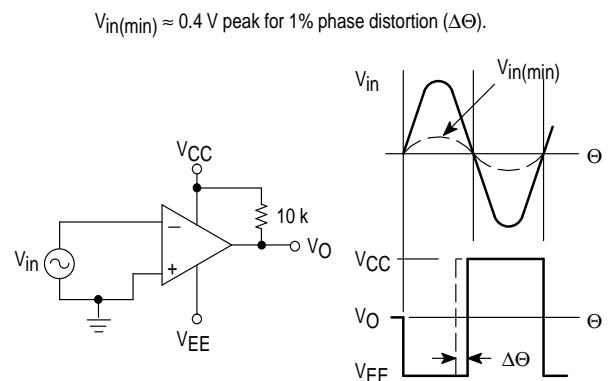 Vin(min) ≈ 0.4 V peak for 1% phase distortion (ΔΘ).
Vin
Vin(min)
Θ
VCC
10 k
−
+
Vin
VO
VEE
VCC
VO
Θ
VEE
ΔΘ